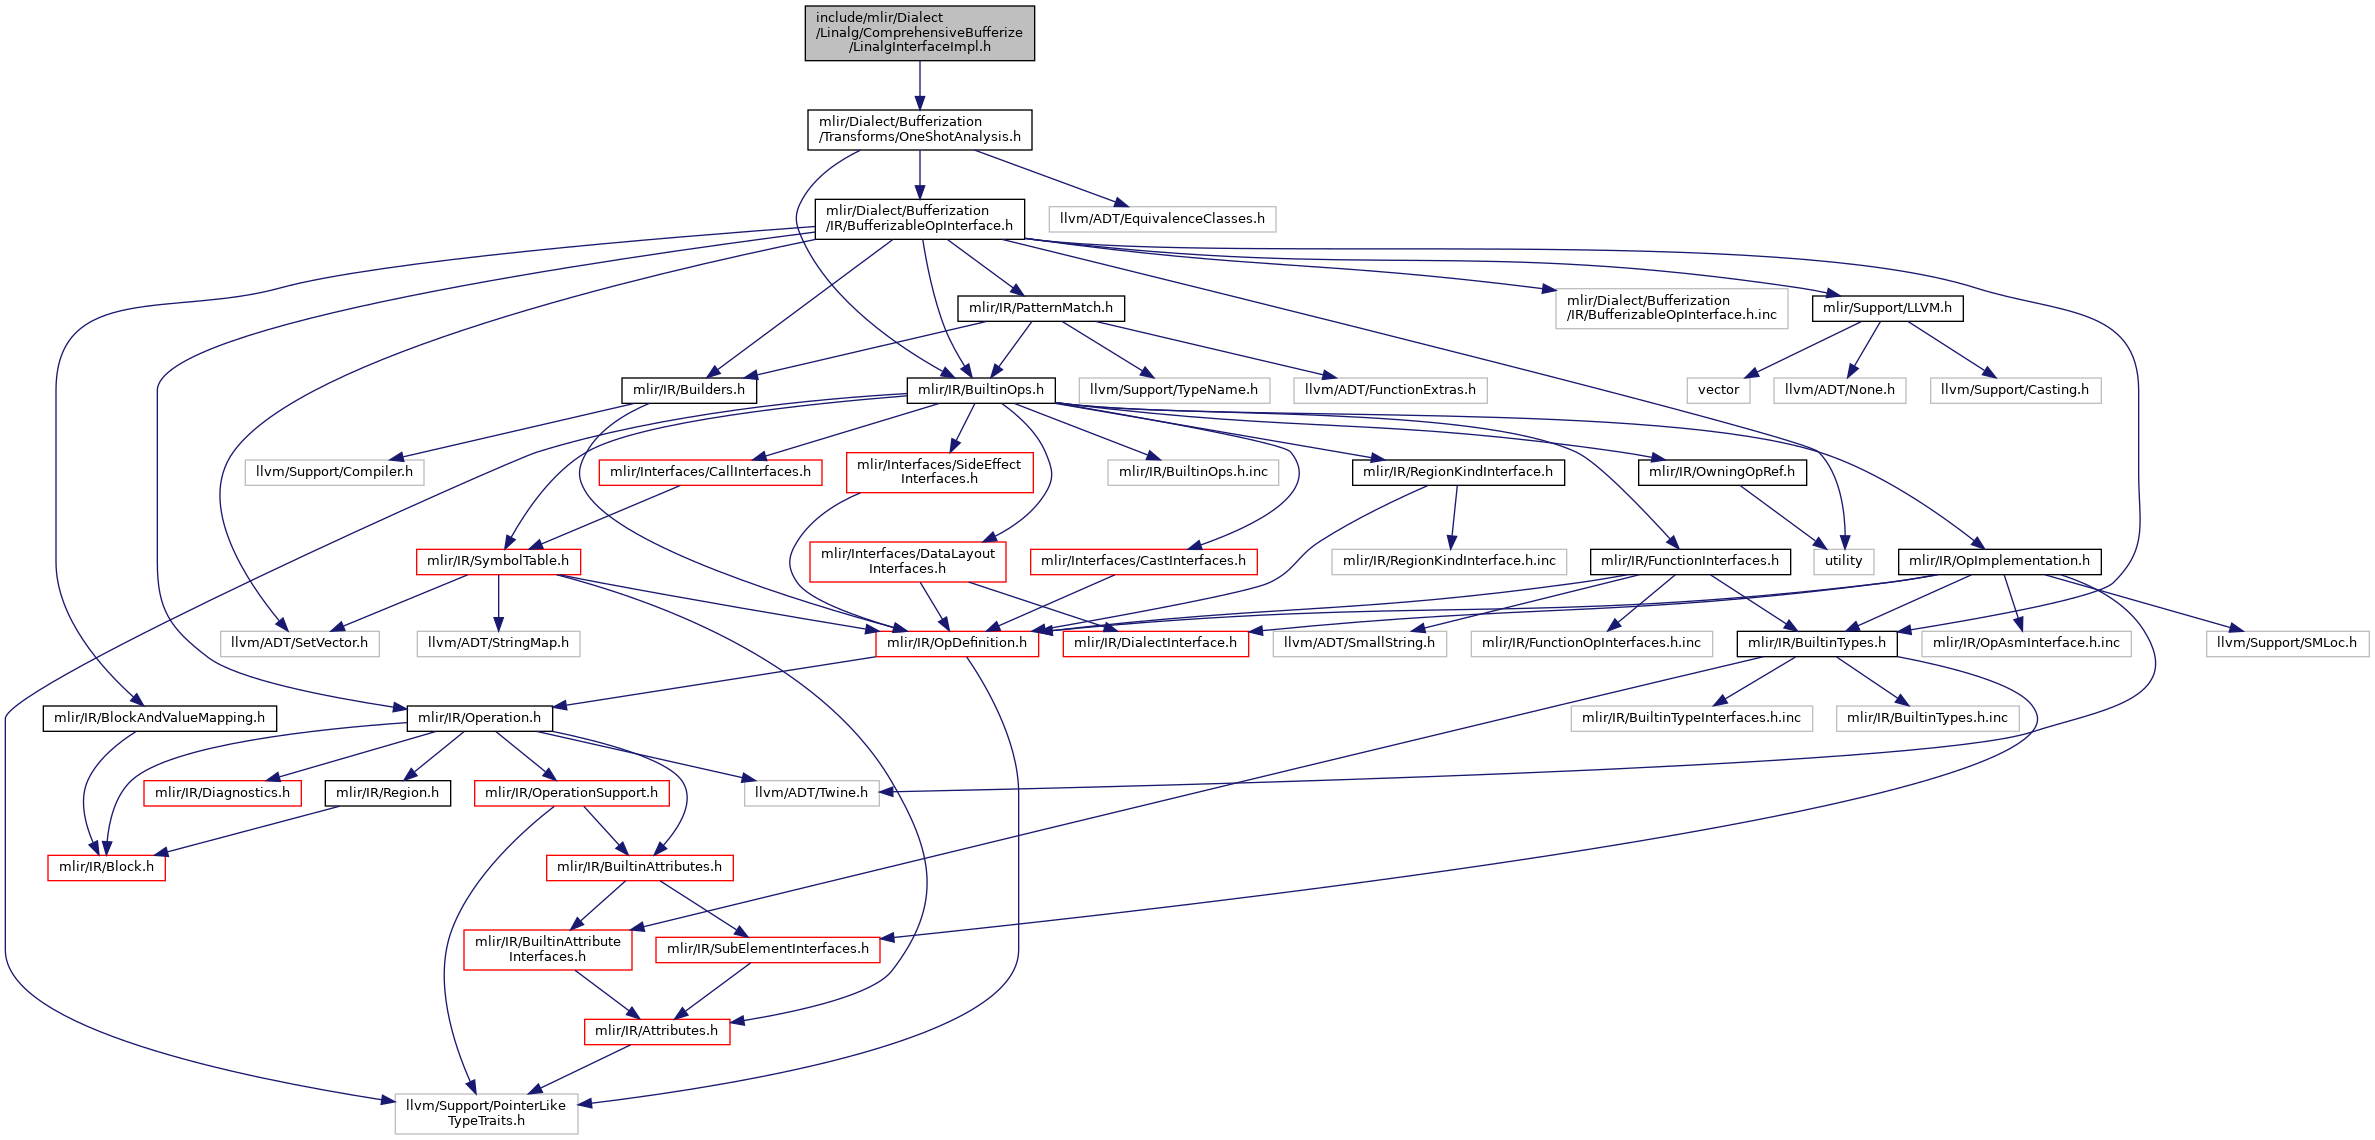 include/mlir/Dialect
/Linalg/ComprehensiveBufferize
/LinalgInterfaceImpl.h
mlir/Dialect/Bufferization
/Transforms/OneShotAnalysis.h
mlir/Dialect/Bufferization
/IR/BufferizableOpInterface.h
llvm/ADT/EquivalenceClasses.h
mlir/IR/PatternMatch.h
mlir/Dialect/Bufferization
/IR/BufferizableOpInterface.h.inc
mlir/Support/LLVM.h
mlir/IR/Builders.h
mlir/IR/BuiltinOps.h
llvm/Support/TypeName.h
llvm/ADT/FunctionExtras.h
vector
llvm/ADT/None.h
llvm/Support/Casting.h
llvm/Support/Compiler.h
mlir/Interfaces/CallInterfaces.h
mlir/Interfaces/SideEffect
Interfaces.h
mlir/IR/BuiltinOps.h.inc
mlir/IR/RegionKindInterface.h
mlir/IR/OwningOpRef.h
mlir/IR/SymbolTable.h
mlir/Interfaces/DataLayout
Interfaces.h
mlir/Interfaces/CastInterfaces.h
mlir/IR/RegionKindInterface.h.inc
mlir/IR/FunctionInterfaces.h
utility
mlir/IR/OpImplementation.h
llvm/ADT/SetVector.h
llvm/ADT/StringMap.h
mlir/IR/OpDefinition.h
mlir/IR/DialectInterface.h
llvm/ADT/SmallString.h
mlir/IR/FunctionOpInterfaces.h.inc
mlir/IR/BuiltinTypes.h
mlir/IR/OpAsmInterface.h.inc
llvm/Support/SMLoc.h
mlir/IR/BlockAndValueMapping.h
mlir/IR/Operation.h
mlir/IR/BuiltinTypeInterfaces.h.inc
mlir/IR/BuiltinTypes.h.inc
mlir/IR/Diagnostics.h
mlir/IR/Region.h
mlir/IR/OperationSupport.h
llvm/ADT/Twine.h
mlir/IR/Block.h
mlir/IR/BuiltinAttributes.h
mlir/IR/BuiltinAttribute
Interfaces.h
mlir/IR/SubElementInterfaces.h
mlir/IR/Attributes.h
llvm/Support/PointerLike
TypeTraits.h